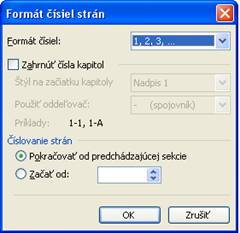 Formát čísiel strán
Formát čísiel: 1, 2, 3, ...
Zahrnúť čísla kapitol
Štýl na začiatku kapitoly Nadpis 1
Použiť oddeľovač: - (spojovník)
Príklady: 1-1, 1-A
Číslovanie strán
Pokračovať od predchádzajúcej sekcie
Začať od:
OK Zrušiť